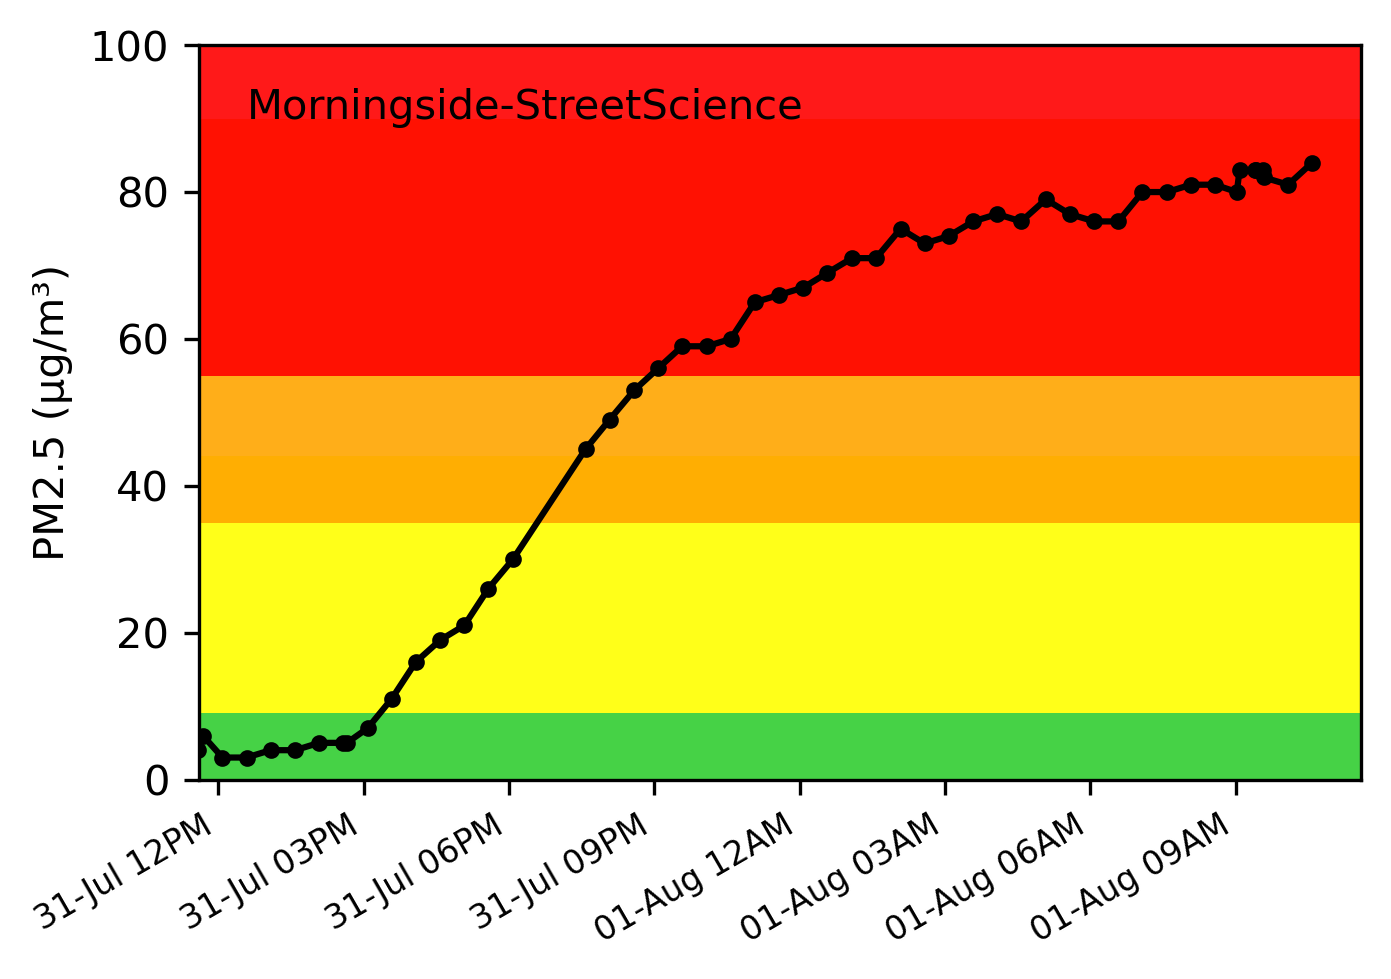 Morningside-StreetScience
PM2.5 (µg/m³)
100
80
60
40
20
0
31-Jul 12PM
31-Jul 03PM
31-Jul 06PM
31-Jul 09PM
01-Aug 12AM
01-Aug 03AM
01-Aug 06AM
01-Aug 09AM